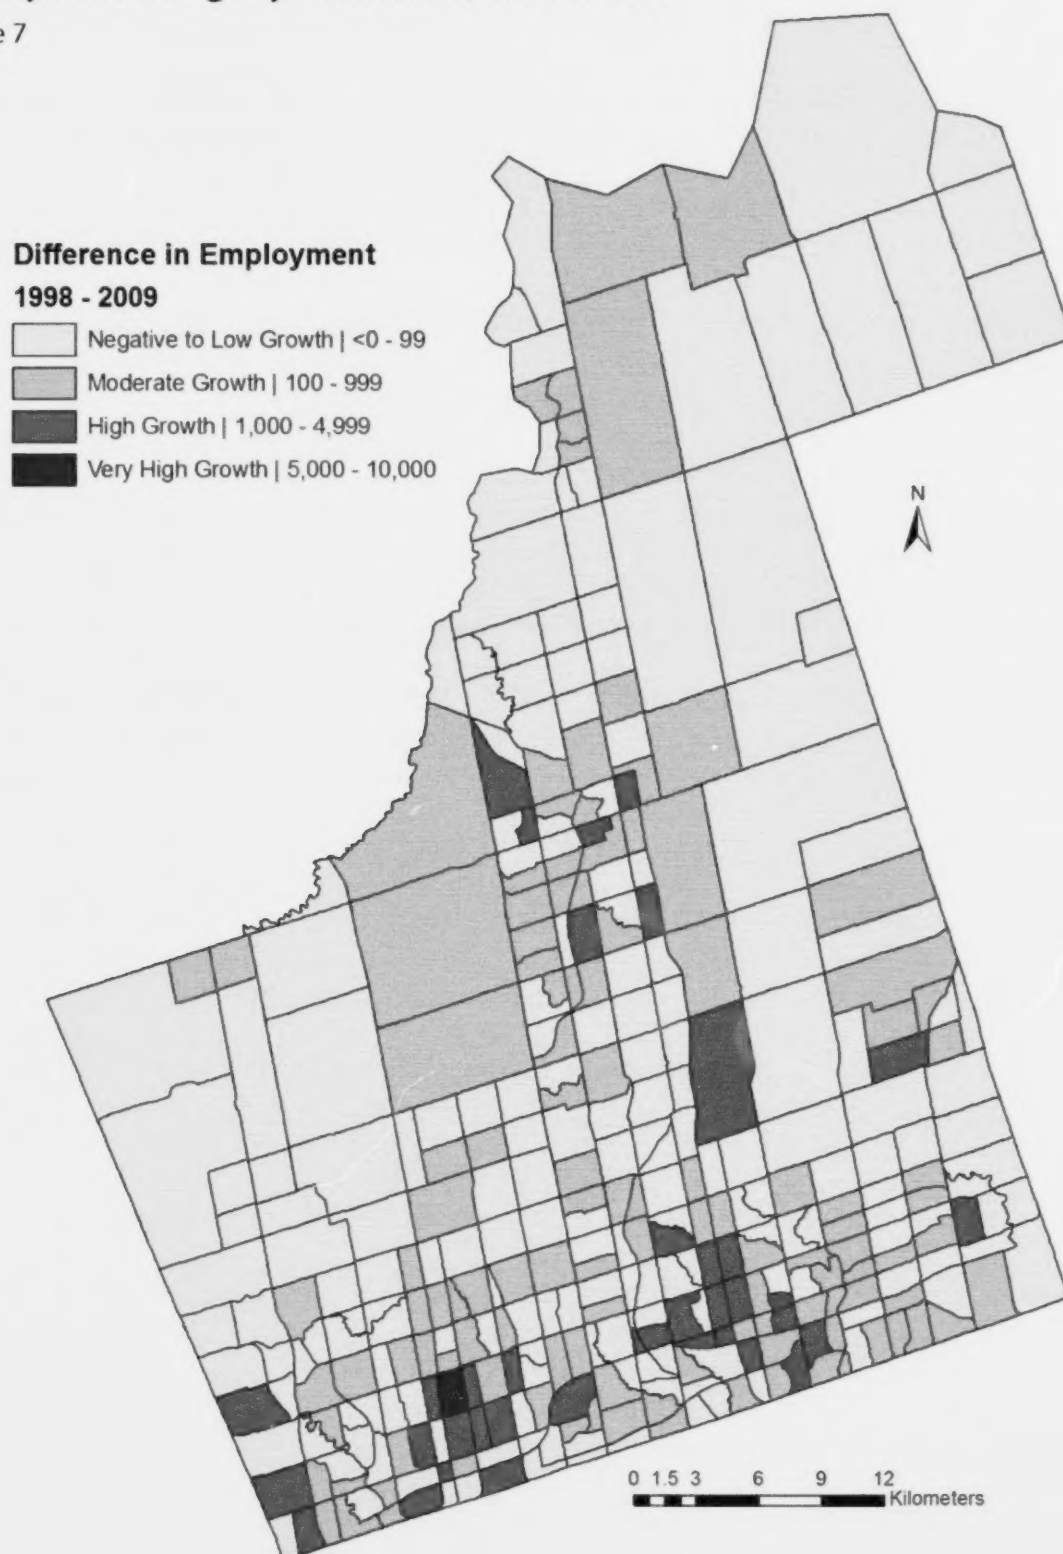 7
Difference in Employment
1998 - 2009
Negative to Low Growth | <0 - 99
Moderate Growth | 100 - 999
High Growth | 1,000 - 4,999
Very High Growth | 5,000 - 10,000
N
0 1.5 3 6 9 12
Kilometers